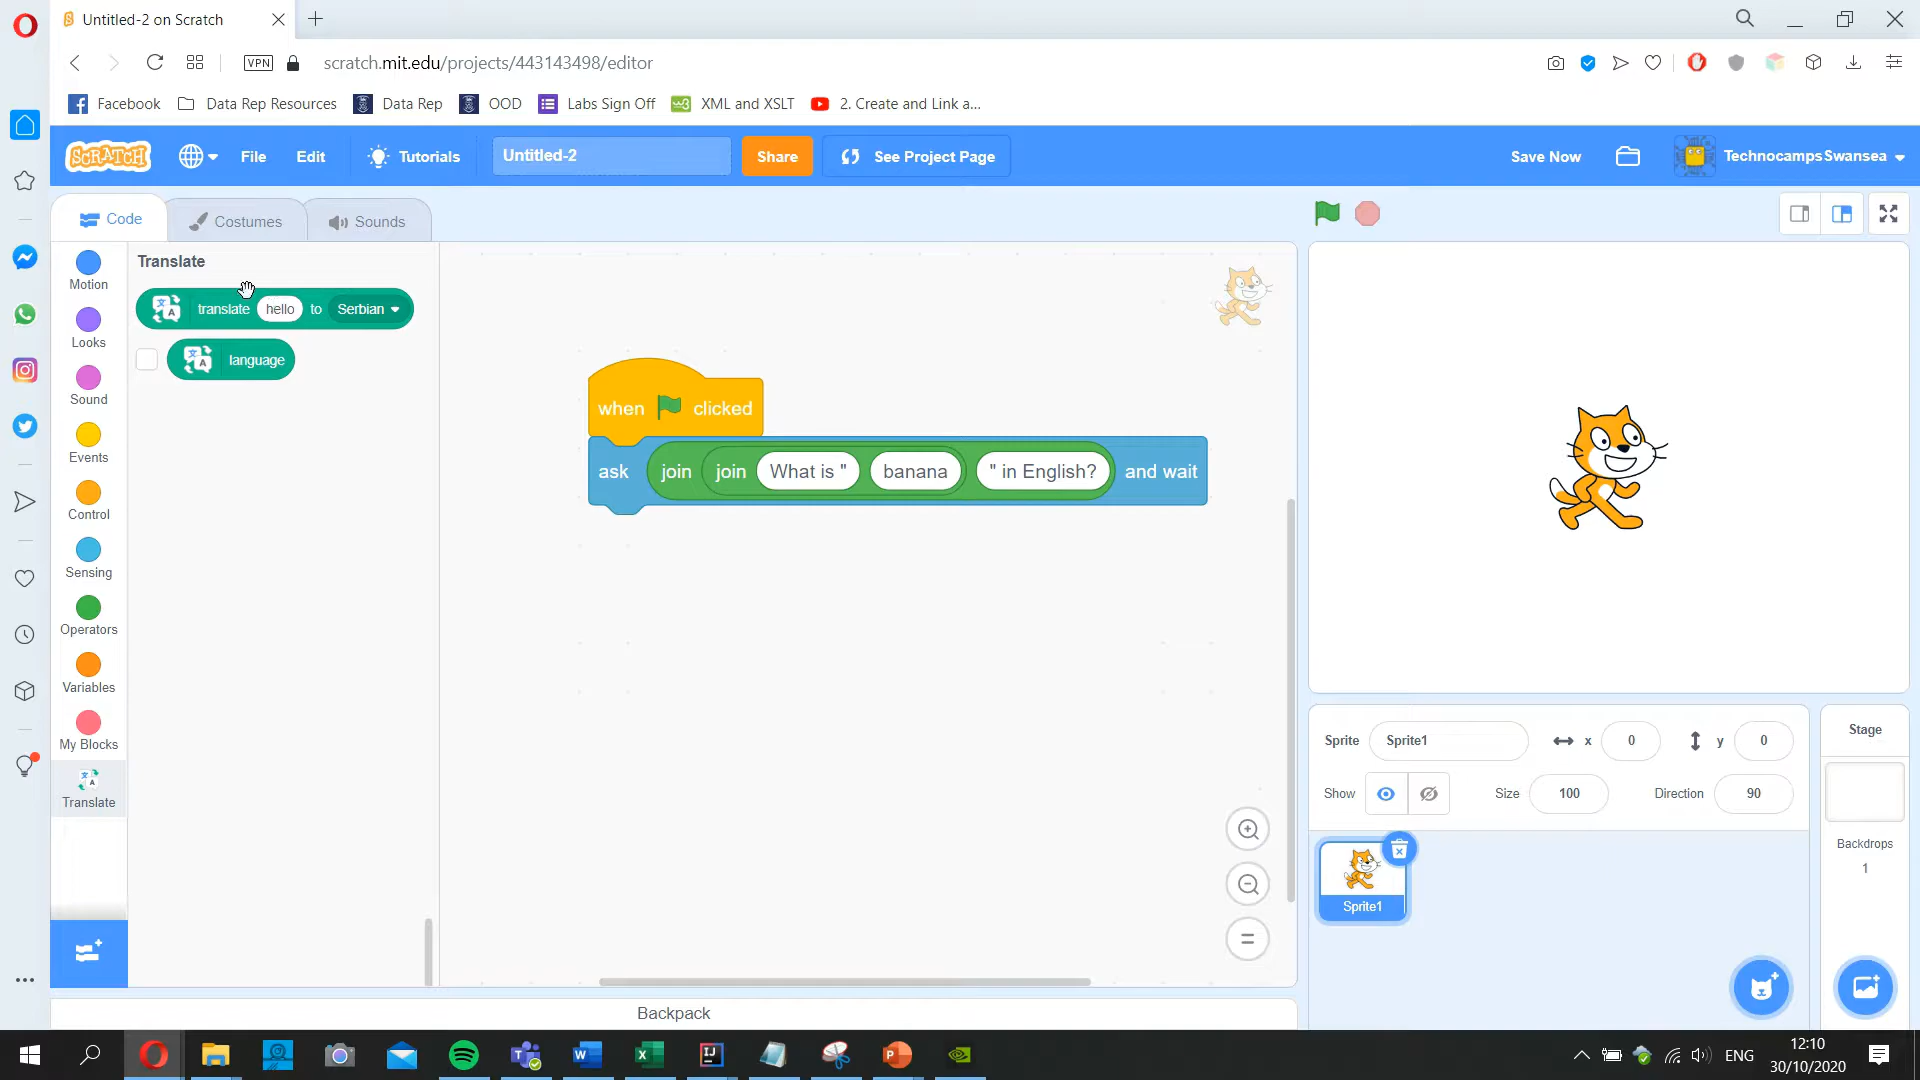 Untitled-2 on Scratch
VPN
scratch.mit.edu/projects/443143498/editor
Facebook
Data Rep Resources
Data Rep
OOD
Labs Sign Off
XML and XSLT
2. Create and Link a...
SCRATCH
File
Edit
Tutorials
Untitled-2
Share
See Project Page
Save Now
TechnocampsSwansea
Code
Costumes
Sounds
Motion
Looks
Sound
Events
Control
Sensing
Operators
Variables
My Blocks
Translate
Translate
translate hello to Serbian
language
when clicked
ask join join What is " banana " in English? and wait
Sprite
Sprite1
x
0
y
0
Show
Size
100
Direction
90
Sprite1
Stage
Backdrops
1
Backpack
ENG
12:10
30/10/2020